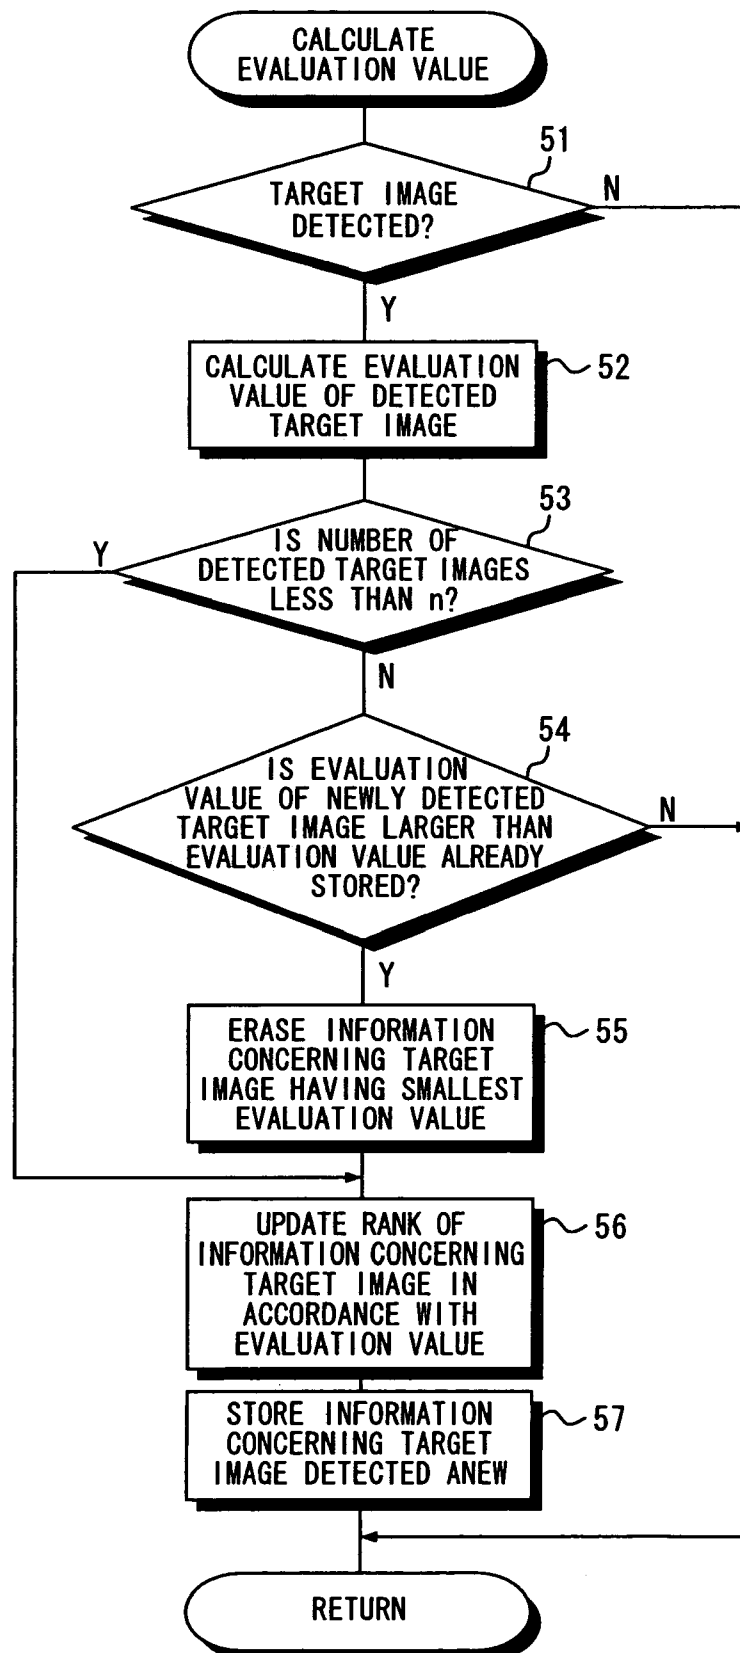 CALCULATE
EVALUATION VALUE
51
TARGET IMAGE
DETECTED?
N
Y
CALCULATE EVALUATION
VALUE OF DETECTED
TARGET IMAGE
52
53
Y
IS NUMBER OF
DETECTED TARGET IMAGES
LESS THAN n?
N
54
IS EVALUATION
VALUE OF NEWLY DETECTED
TARGET IMAGE LARGER THAN
EVALUATION VALUE ALREADY
STORED?
N
Y
ERASE INFORMATION
CONCERNING TARGET
IMAGE HAVING SMALLEST
EVALUATION VALUE
55
UPDATE RANK OF
INFORMATION CONCERNING
TARGET IMAGE IN
ACCORDANCE WITH
EVALUATION VALUE
56
STORE INFORMATION
CONCERNING TARGET
IMAGE DETECTED ANEW
57
RETURN